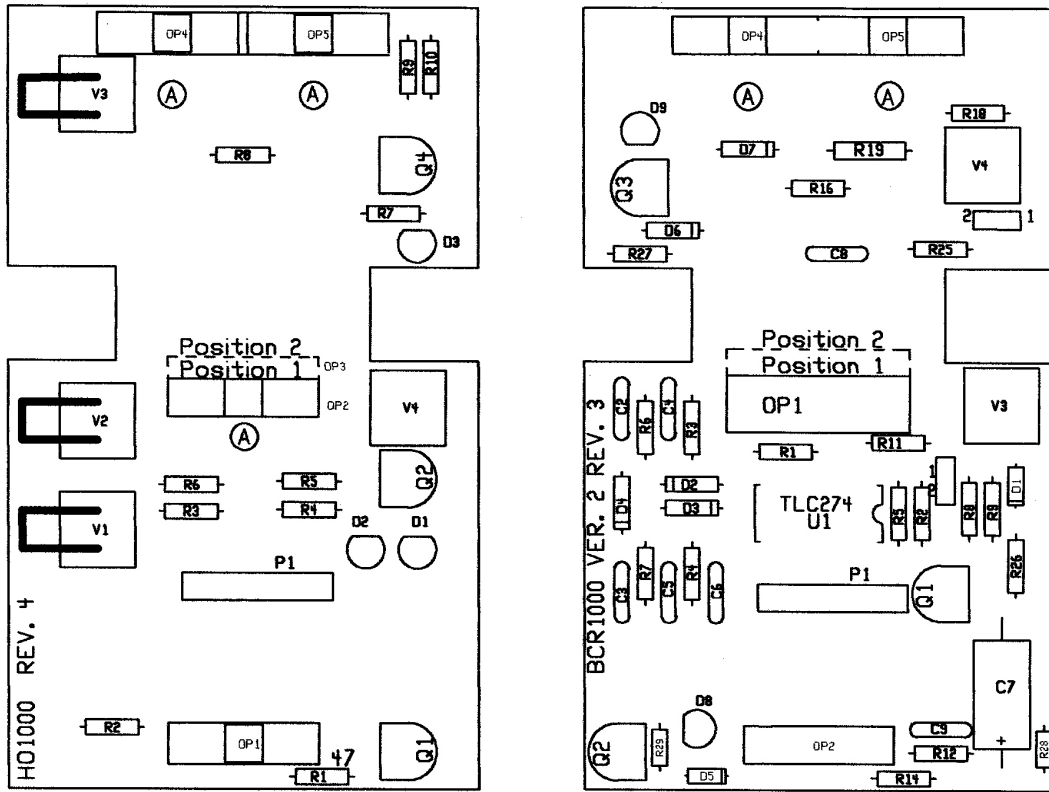 OP4
OP5
V3
A
A
R9
R10
R8
Q4
R7
D3
Position 2
Position 1
OP3
OP2
V2
V4
A
Q2
R6
R5
R3
R4
V1
D2
D1
P1
HO1000 REV. 4
R2
OP1
47
R1
Q1
OP4
OP5
A
A
D9
R18
D7
R19
V4
Q3
R16
2
1
D6
R27
C8
R25
Position 2
Position 1
OP1
V3
C2
C4
R6
R3
R11
R1
1
D2
D3
D4
TLC274
U1
R5
R2
R8
R9
D1
R26
P1
Q1
R7
R4
C3
C5
C6
BCR1000 VER. 2 REV. 3
C7
+
D8
Q2
R29
OP2
C9
R12
R28
D5
R14